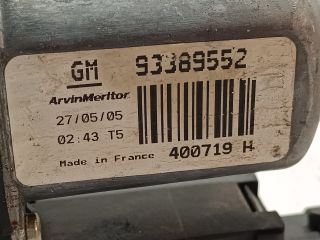 GM 93389552
ArvinMeritor
27/05/05
02:43 T5
Made in France 400719 H